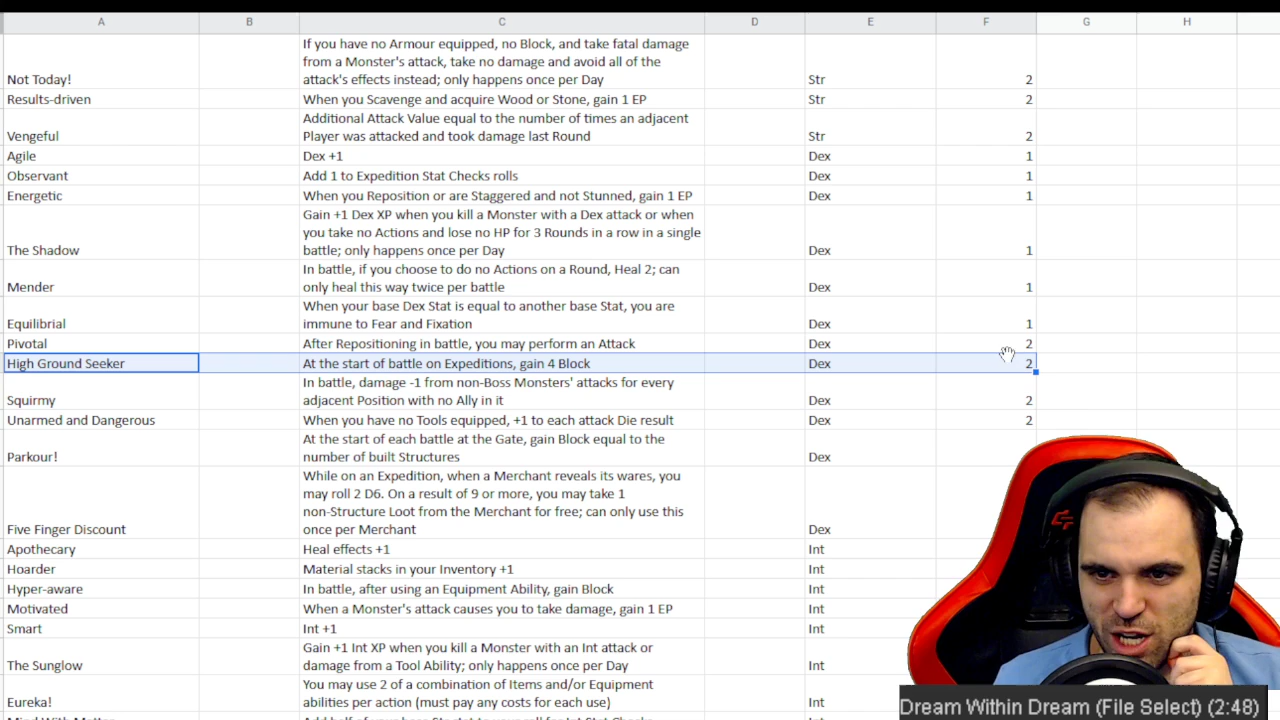 A B C D E F G H
If you have no Armour equipped, no Block, and take fatal damage
from a Monster's attack, take no damage and avoid all of the
Not Today! attack's effects instead; only happens once per Day Str 2
Results-driven When you Scavenge and acquire Wood or Stone, gain 1 EP Str 2
Additional Attack Value equal to the number of times an adjacent
Vengeful Player was attacked and took damage last Round Str 2
Agile Dex +1 Dex 1
Observant Add 1 to Expedition Stat Checks rolls Dex 1
Energetic When you Reposition or are Staggered and not Stunned, gain 1 EP Dex 1
Gain +1 Dex XP when you kill a Monster with a Dex attack or when
you take no Actions and lose no HP for 3 Rounds in a row in a single
The Shadow battle; only happens once per Day Dex 1
In battle, if you choose to do no Actions on a Round, Heal 2; can
Mender only heal this way twice per battle Dex 1
When your base Dex Stat is equal to another base Stat, you are
Equilibrial immune to Fear and Fixation Dex 1
Pivotal After Repositioning in battle, you may perform an Attack Dex 2
High Ground Seeker At the start of battle on Expeditions, gain 4 Block Dex 2
In battle, damage -1 from non-Boss Monsters' attacks for every
Squirmy adjacent Position with no Ally in it Dex 2
Unarmed and Dangerous When you have no Tools equipped, +1 to each attack Die result Dex 2
At the start of each battle at the Gate, gain Block equal to the
Parkour! number of built Structures Dex
While on an Expedition, when a Merchant reveals its wares, you
may roll 2 D6. On a result of 9 or more, you may take 1
non-Structure Loot from the Merchant for free; can only use this
Five Finger Discount once per Merchant Dex
Apothecary Heal effects +1 Int
Hoarder Material stacks in your Inventory +1 Int
Hyper-aware In battle, after using an Equipment Ability, gain Block Int
Motivated When a Monster's attack causes you to take damage, gain 1 EP Int
Smart Int +1 Int
Gain +1 Int XP when you kill a Monster with an Int attack or
The Sunglow damage from a Tool Ability; only happens once per Day Int
You may use 2 of a combination of Items and/or Equipment
Eureka! abilities per action (must pay any costs for each use) Int
Dream Within Dream (File Select) (2:48)